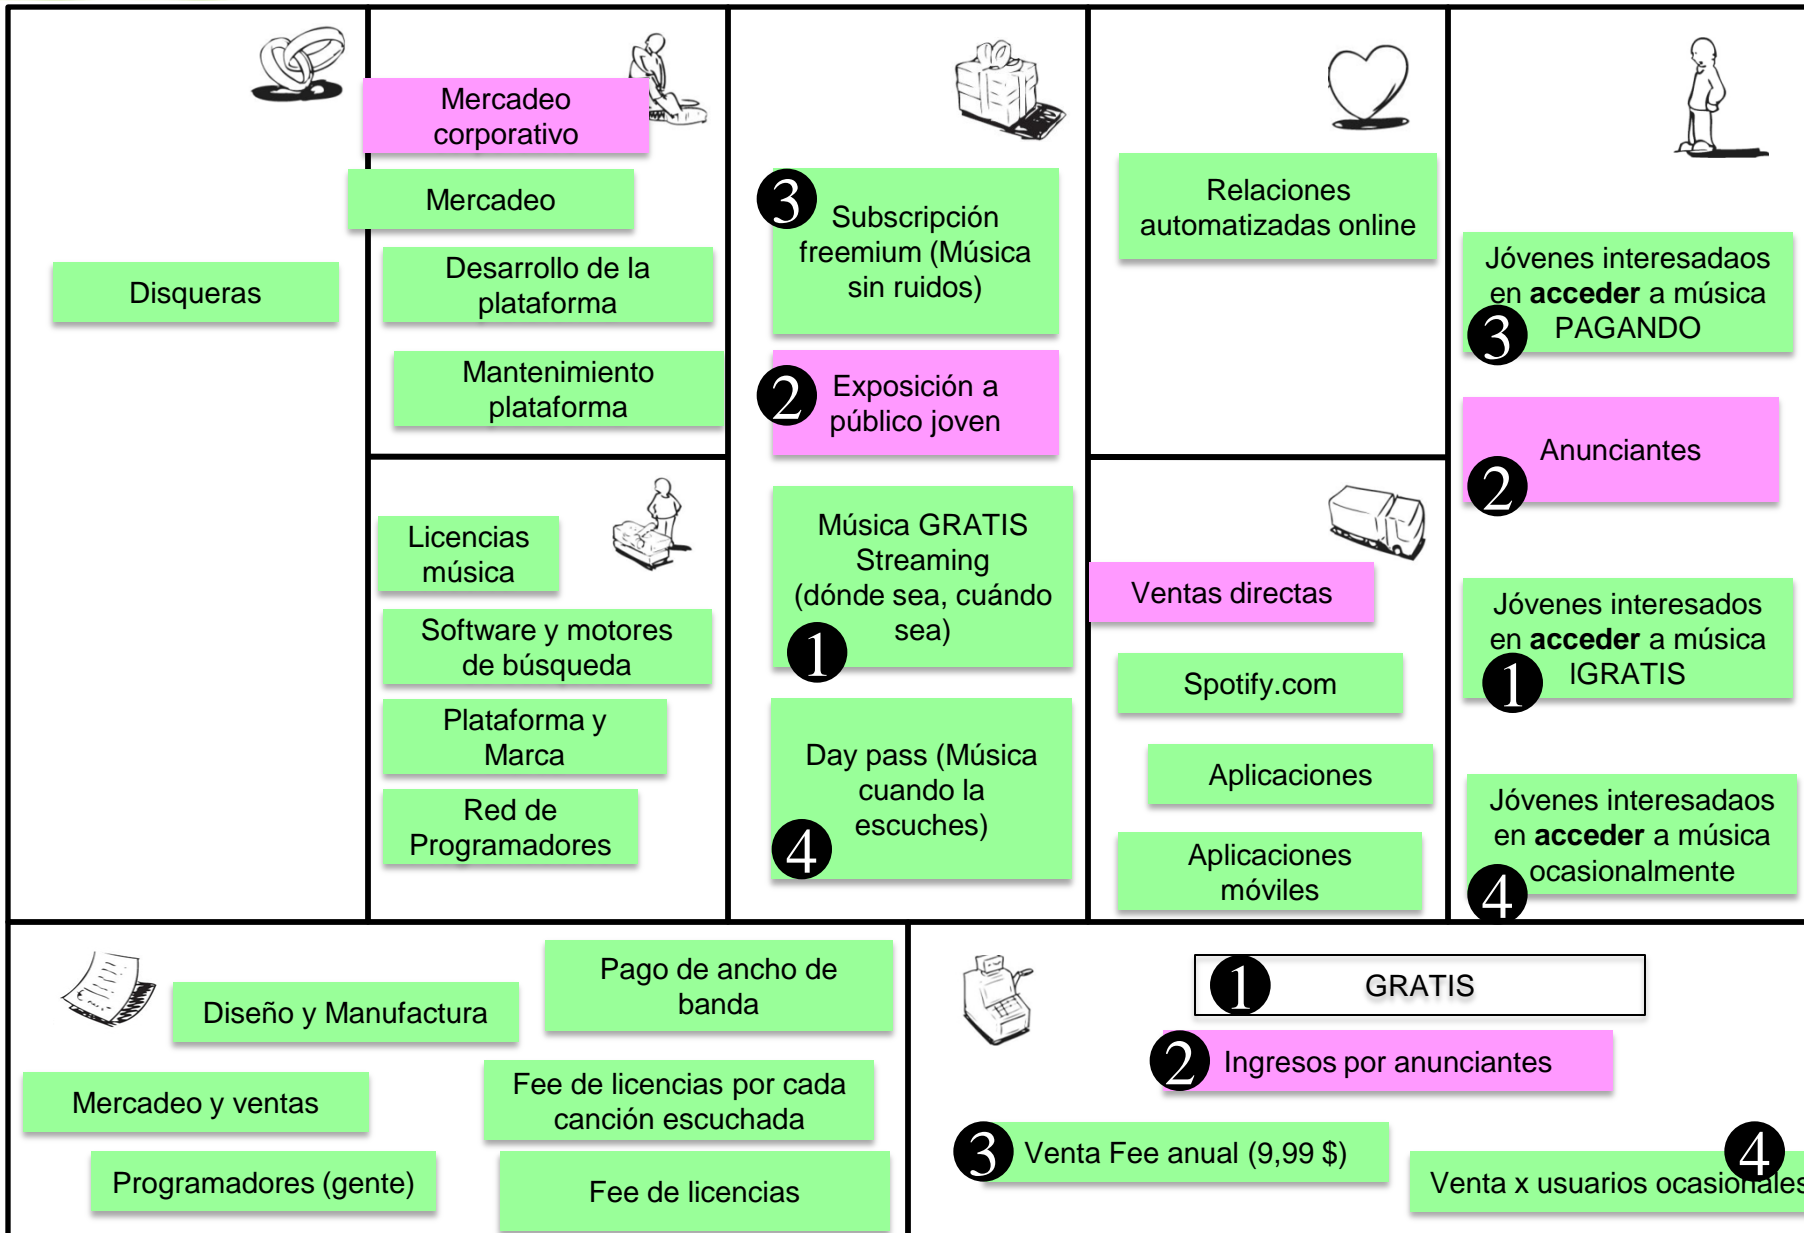 Disqueras
Mercadeo
corporativo
Mercadeo
Desarrollo de la
plataforma
Mantenimiento
plataforma
Licencias
música
Software y motores
de búsqueda
Plataforma y
Marca
Red de
Programadores
3
Subscripción
freemium (Música
sin ruidos)
2
Exposición a
público joven
Música GRATIS
Streaming
(dónde sea, cuándo
sea)
1
Day pass (Música
cuando la
escuches)
4
Relaciones
automatizadas online
Ventas directas
Spotify.com
Aplicaciones
Aplicaciones
móviles
Jóvenes interesadaos
en acceder a música
PAGANDO
3
Anunciantes
2
Jóvenes interesados
en acceder a música
IGRATIS
1
Jóvenes interesadaos
en acceder a música
ocasionalmente
4
Diseño y Manufactura
Pago de ancho de
banda
Mercadeo y ventas
Fee de licencias por cada
canción escuchada
Programadores (gente)
Fee de licencias
1 GRATIS
2 Ingresos por anunciantes
3 Venta Fee anual (9,99 $)
4
Venta x usuarios ocasionales